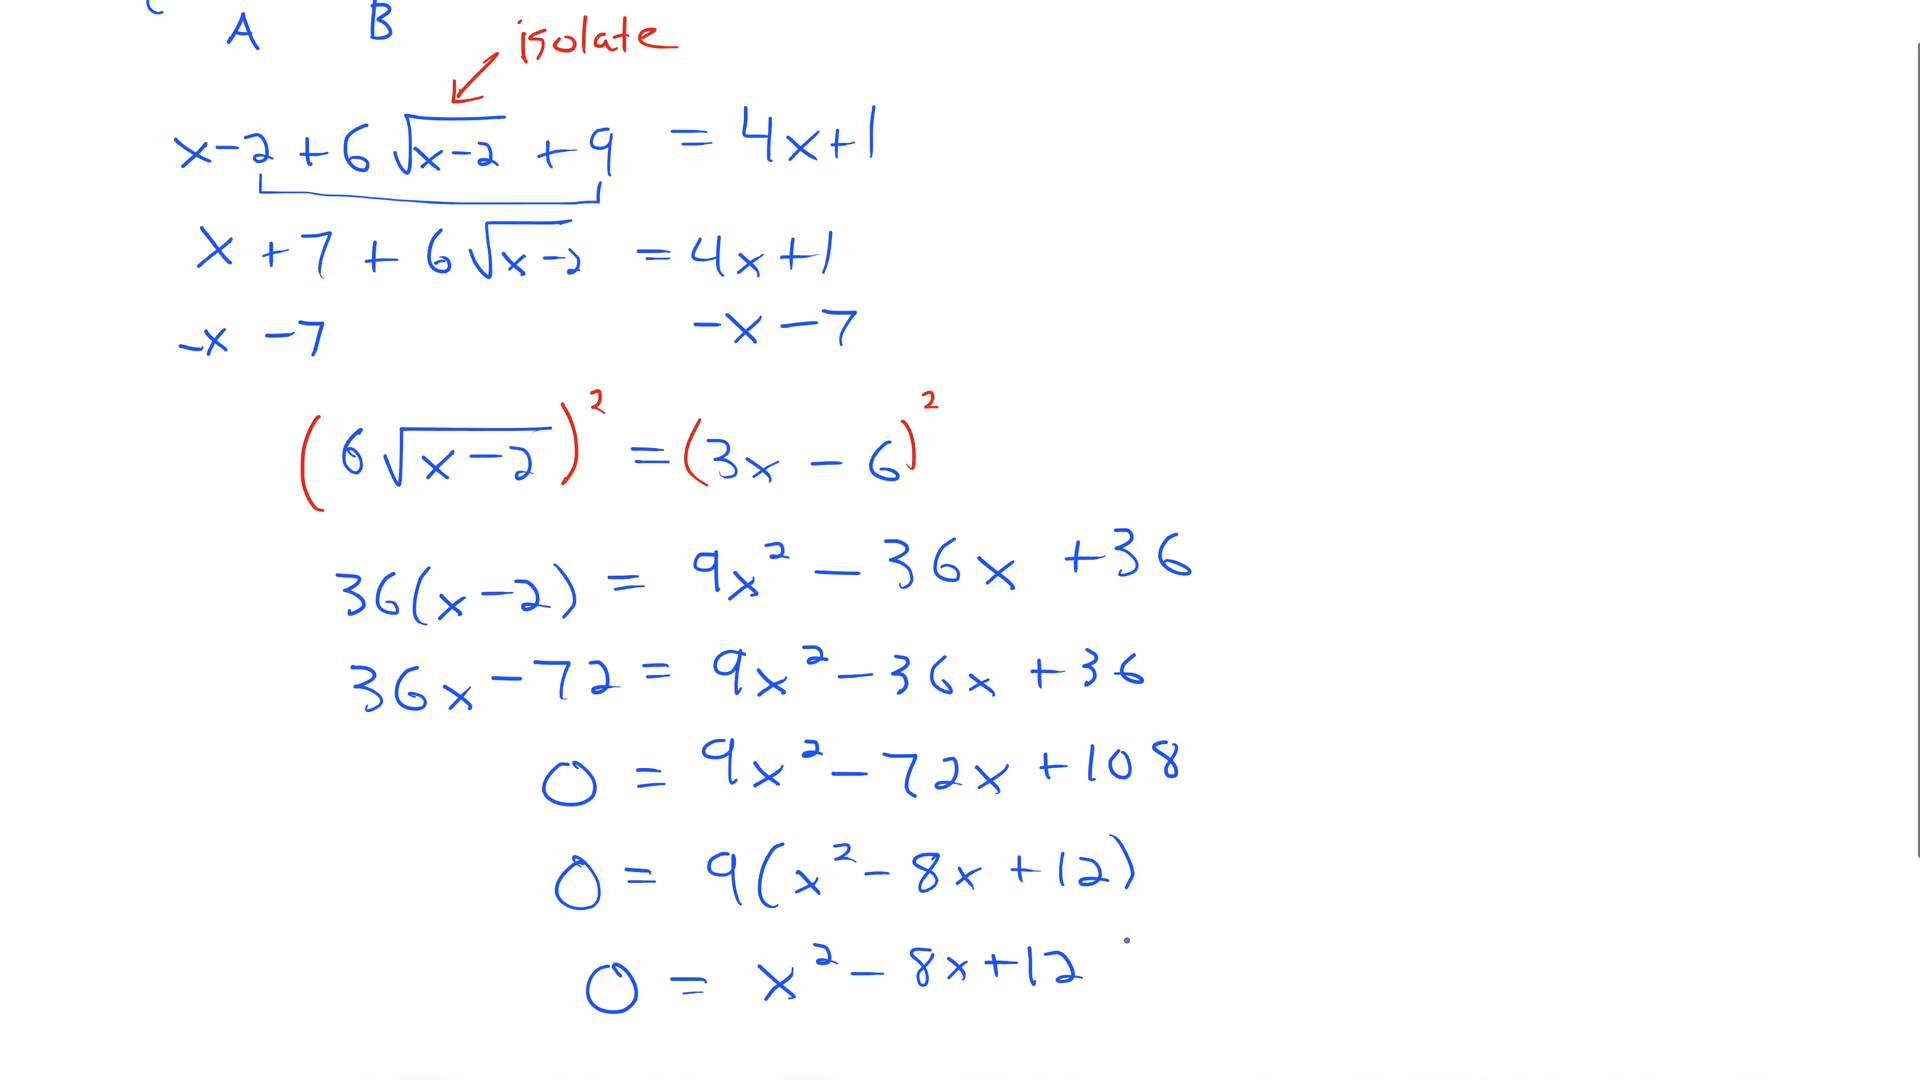 A B isolate
x-2 + 6√(x-2) + 9 = 4x+1
x + 7 + 6√(x-2) = 4x+1
-x -7 -x -7
(6√(x-2))² = (3x - 6)²
36(x-2) = 9x² - 36x + 36
36x - 72 = 9x² - 36x + 36
0 = 9x² - 72x + 108
0 = 9(x² - 8x + 12)
0 = x² - 8x + 12